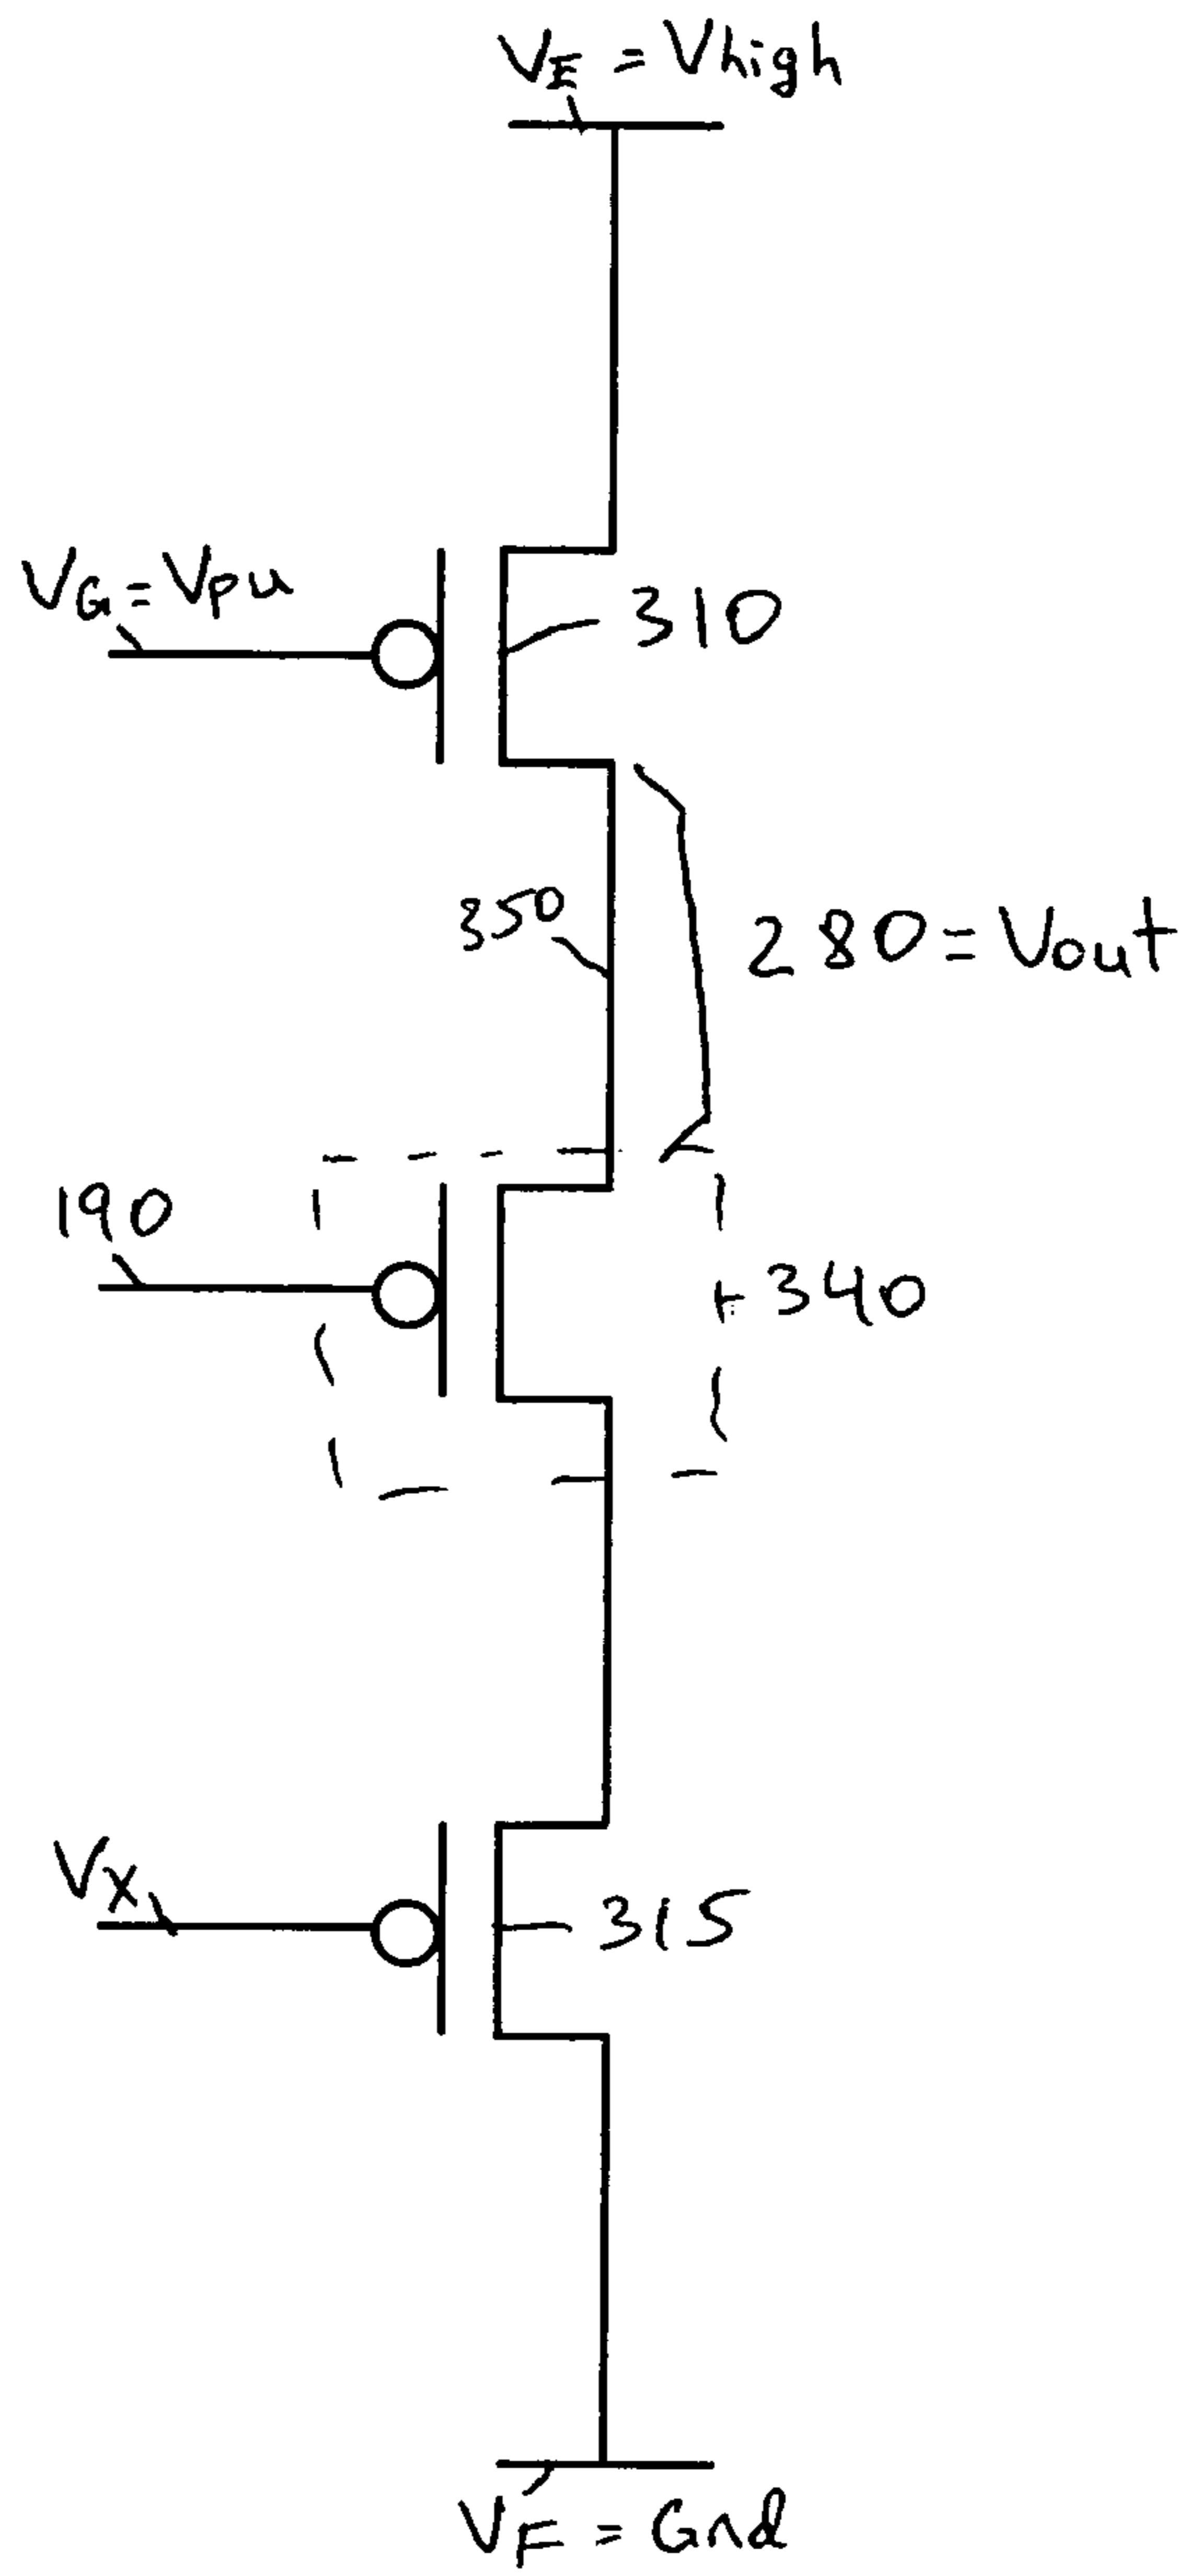 VE = Vhigh
VG = Vpu
310
350
280 = Vout
190
340
VX
315
VF = Gnd